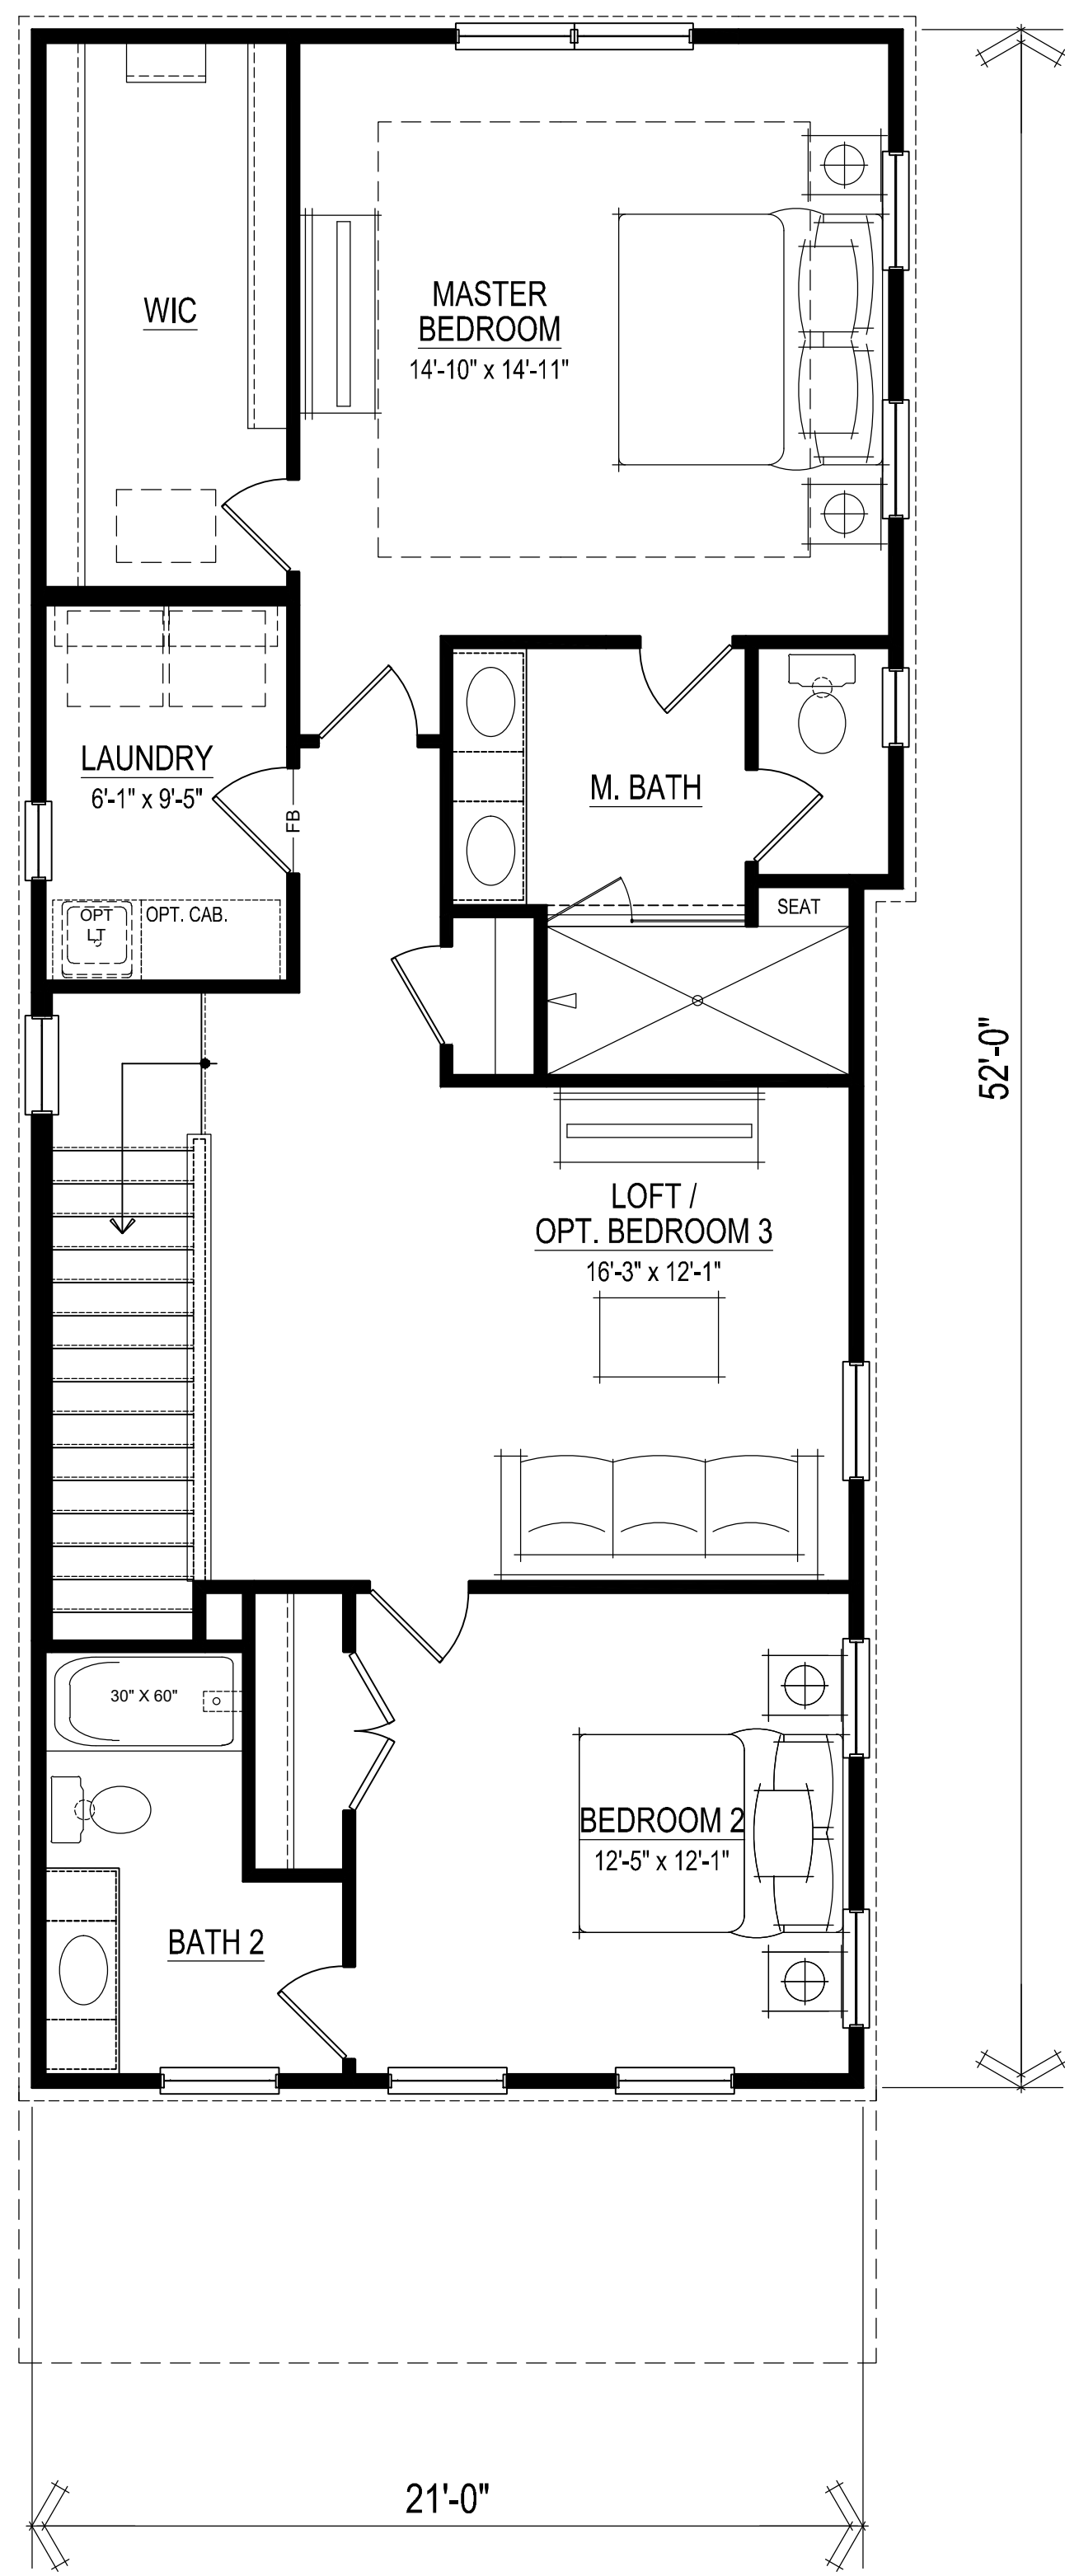 WIC
MASTER
BEDROOM
14'-10" x 14'-11"
LAUNDRY
6'-1" x 9'-5"
FB
M. BATH
OPT
LT
OPT. CAB.
SEAT
52'-0"
LOFT /
OPT. BEDROOM 3
16'-3" x 12'-1"
30" X 60"
BEDROOM 2
12'-5" x 12'-1"
BATH 2
21'-0"